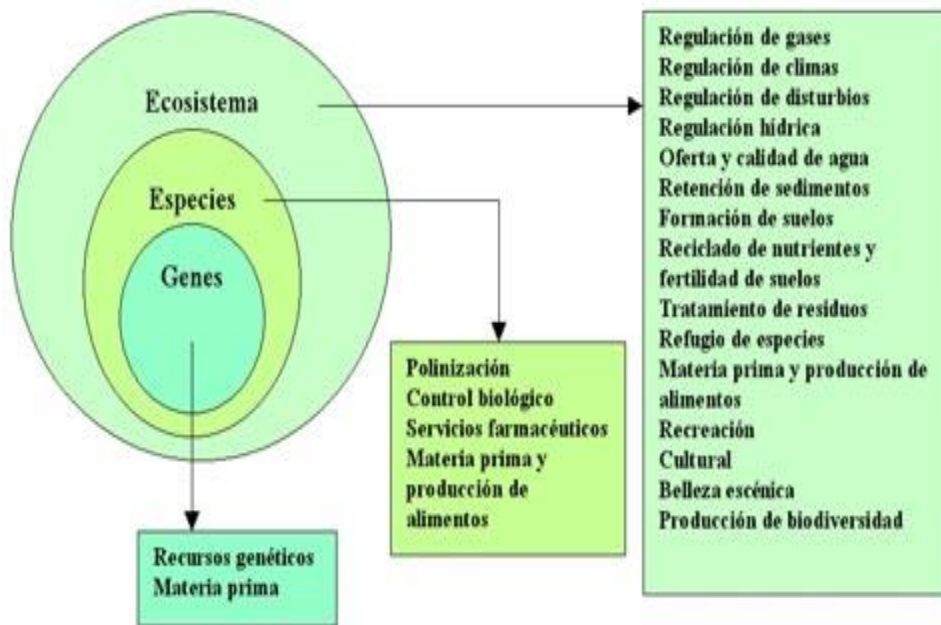 Ecosistema
Especies
Genes
Recursos genéticos
Materia prima
Polinización
Control biológico
Servicios farmacéuticos
Materia prima y
producción de
alimentos
Regulación de gases
Regulación de climas
Regulación de disturbios
Regulación hídrica
Oferta y calidad de agua
Retención de sedimentos
Formación de suelos
Reciclado de nutrientes y
fertilidad de suelos
Tratamiento de residuos
Refugio de especies
Materia prima y producción de
alimentos
Recreación
Cultural
Belleza escénica
Producción de biodiversidad